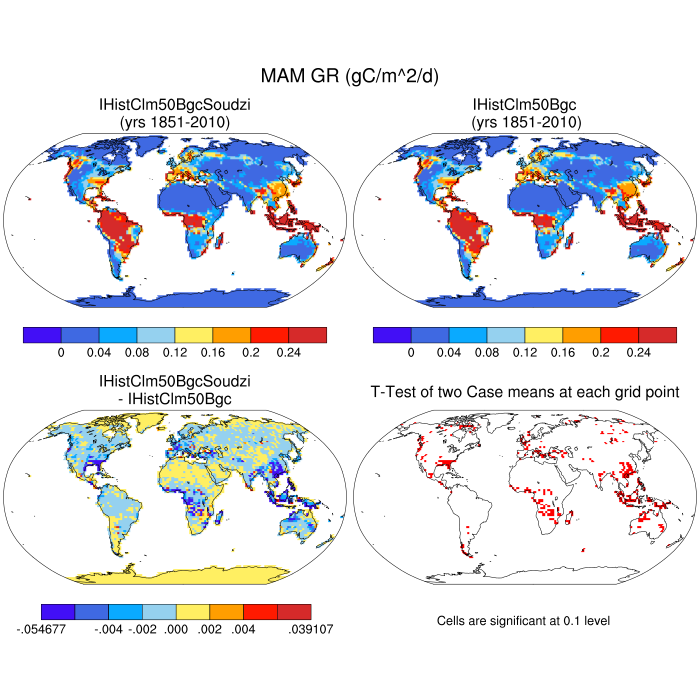 MAM GR (gC/m^2/d)
IHistClm50BgcSoudzi
(yrs 1851-2010)
IHistClm50Bgc
(yrs 1851-2010)
0 0.04 0.08 0.12 0.16 0.2 0.24
0 0.04 0.08 0.12 0.16 0.2 0.24
IHistClm50BgcSoudzi
- IHistClm50Bgc
T-Test of two Case means at each grid point
-.054677 -.004 -.002 .000 .002 .004 .039107
Cells are significant at 0.1 level